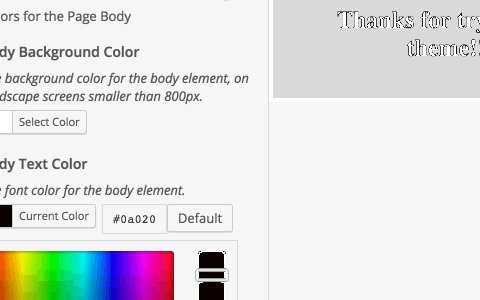 ors for the Page Body
dy Background Color
e background color for the body element, on
dscape screens smaller than 800px.
Select Color
dy Text Color
e font color for the body element.
Current Color
#0a020
Default
Thanks for try
theme!!